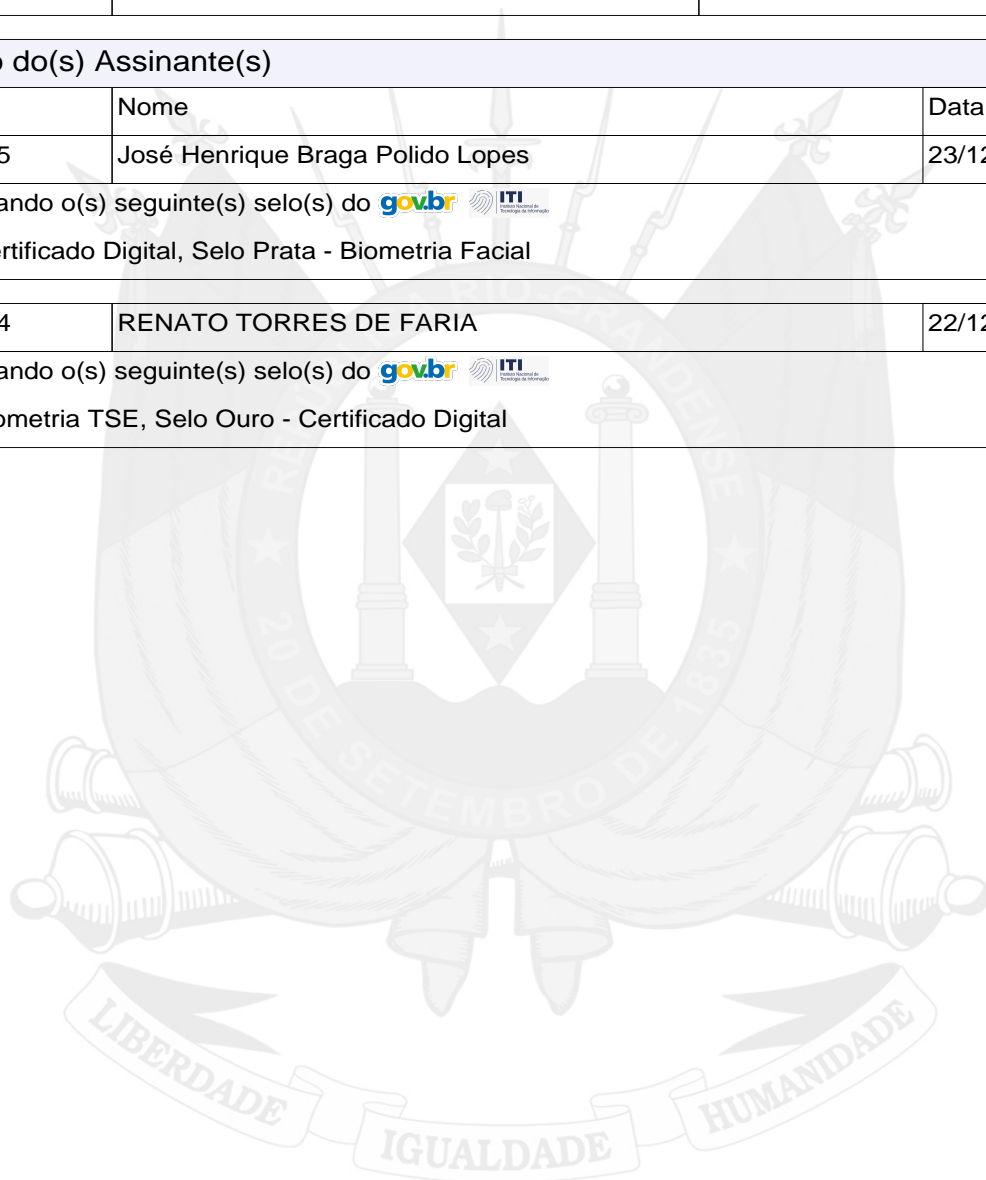 o do(s) Assinante(s)
Nome Data
5 José Henrique Braga Polido Lopes 23/12
ando o(s) seguinte(s) selo(s) do gov.br ITI
ertificado Digital, Selo Prata - Biometria Facial
4 RENATO TORRES DE FARIA 22/12
ando o(s) seguinte(s) selo(s) do gov.br ITI
ometria TSE, Selo Ouro - Certificado Digital
REPÚBLICA RIO-GRANDENSE
20 DE SETEMBRO DE 1835
LIBERDADE IGUALDADE HUMANIDADE